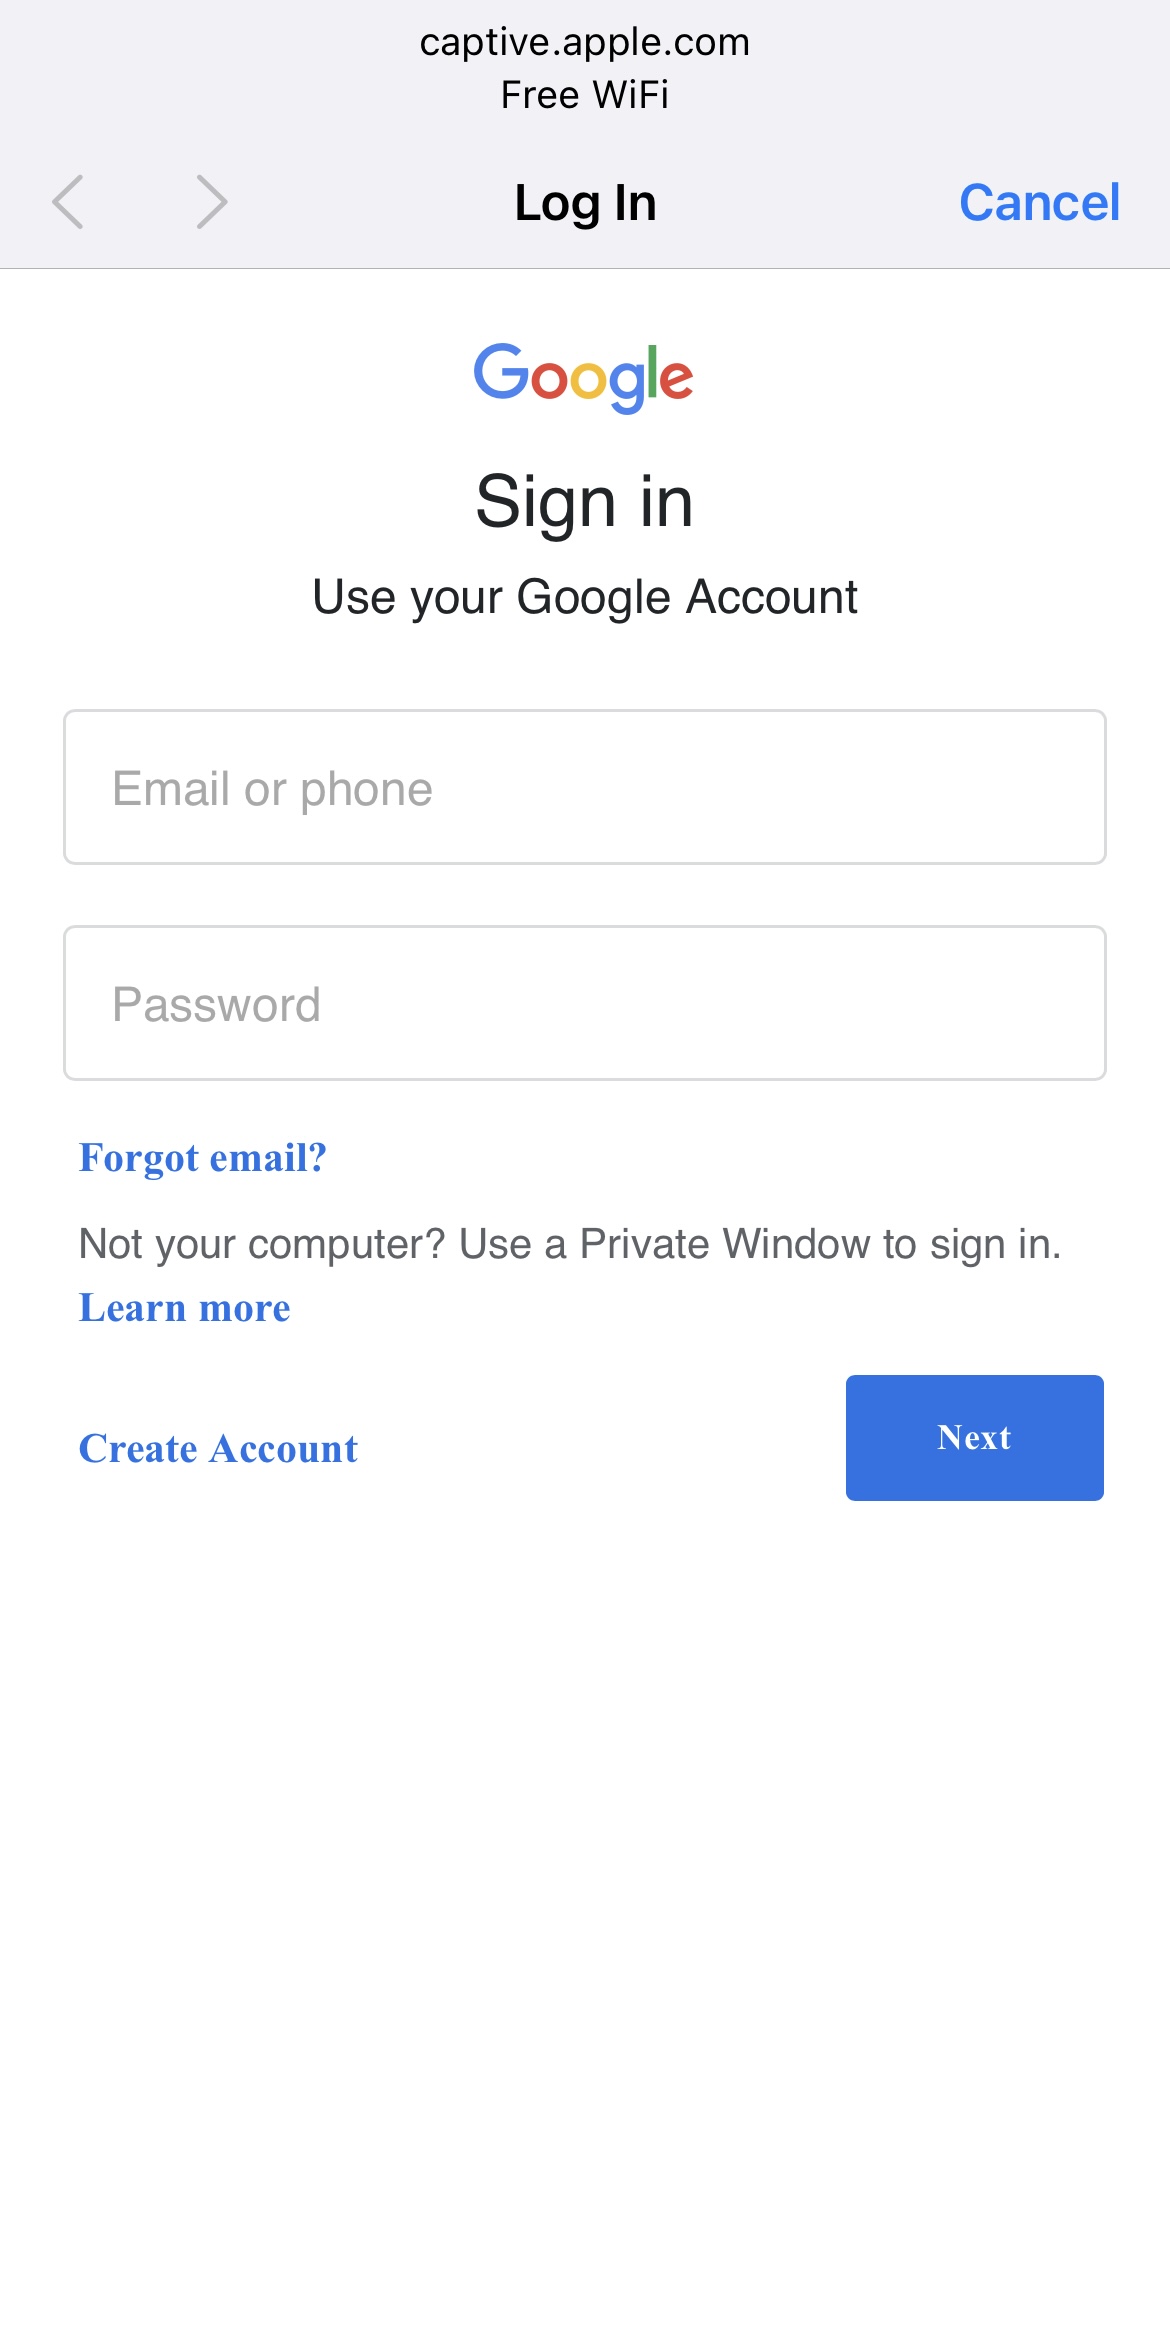 captive.apple.com
Free WiFi
Log In
Cancel
Google
Sign in
Use your Google Account
Email or phone
Password
Forgot email?
Not your computer? Use a Private Window to sign in.
Learn more
Create Account
Next